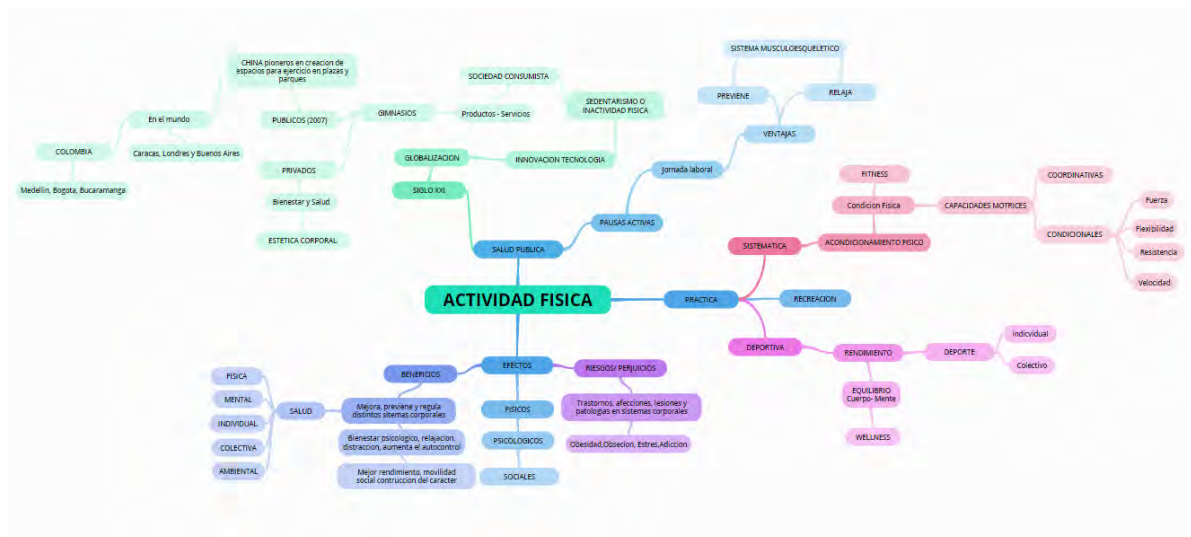 SISTEMA MUSCULOESQUELETICO
CHINA pioneros en creacion de
espacios para ejercicio en plazas y
parques
SOCIEDAD CONSUMISTA
PREVIENE
RELAJA
SEDENTARISMO O
INACTIVIDAD FISICA
En el mundo
PUBLICOS (2007)
GIMNASIOS
Productos - Servicios
VENTAJAS
COLOMBIA
Caracas, Londres y Buenos Aires
GLOBALIZACION
INNOVACION TECNOLOGIA
PRIVADOS
Jornada laboral
Medellin, Bogota, Bucaramanga
SIGLO XXI
FITNESS
COORDINATIVAS
Bienestar y Salud
Condicion Fisica
CAPACIDADES MOTRICES
Fuerza
PAUSAS ACTIVAS
Flexibilidad
ESTETICA CORPORAL
SALUD PUBLICA
SISTEMATICA
ACONDICIONAMIENTO FISICO
CONDICIONALES
Resistencia
Velocidad
ACTIVIDAD FISICA
PRACTICA
RECREACION
DEPORTIVA
RENDIMIENTO
DEPORTE
indicvidual
Colectivo
EFECTOS
BENEFICIOS
RIESGOS/ PERJUICIOS
FISICA
MENTAL
INDIVIDUAL
COLECTIVA
AMBIENTAL
SALUD
Mejora, previene y regula
distintos sitemas corporales
FISICOS
Trastornos, afecciones, lesiones y
patologias en sistemas corporales
EQUILIBRIO
Cuerpo- Mente
Bienestar psicologico, relajacion,
distraccion, aumenta el autocontrol
PSICOLOGICOS
Obesidad,Obsecion, Estres,Adiccion
WELLNESS
Mejor rendimiento, movilidad
social contruccion del caracter
SOCIALES